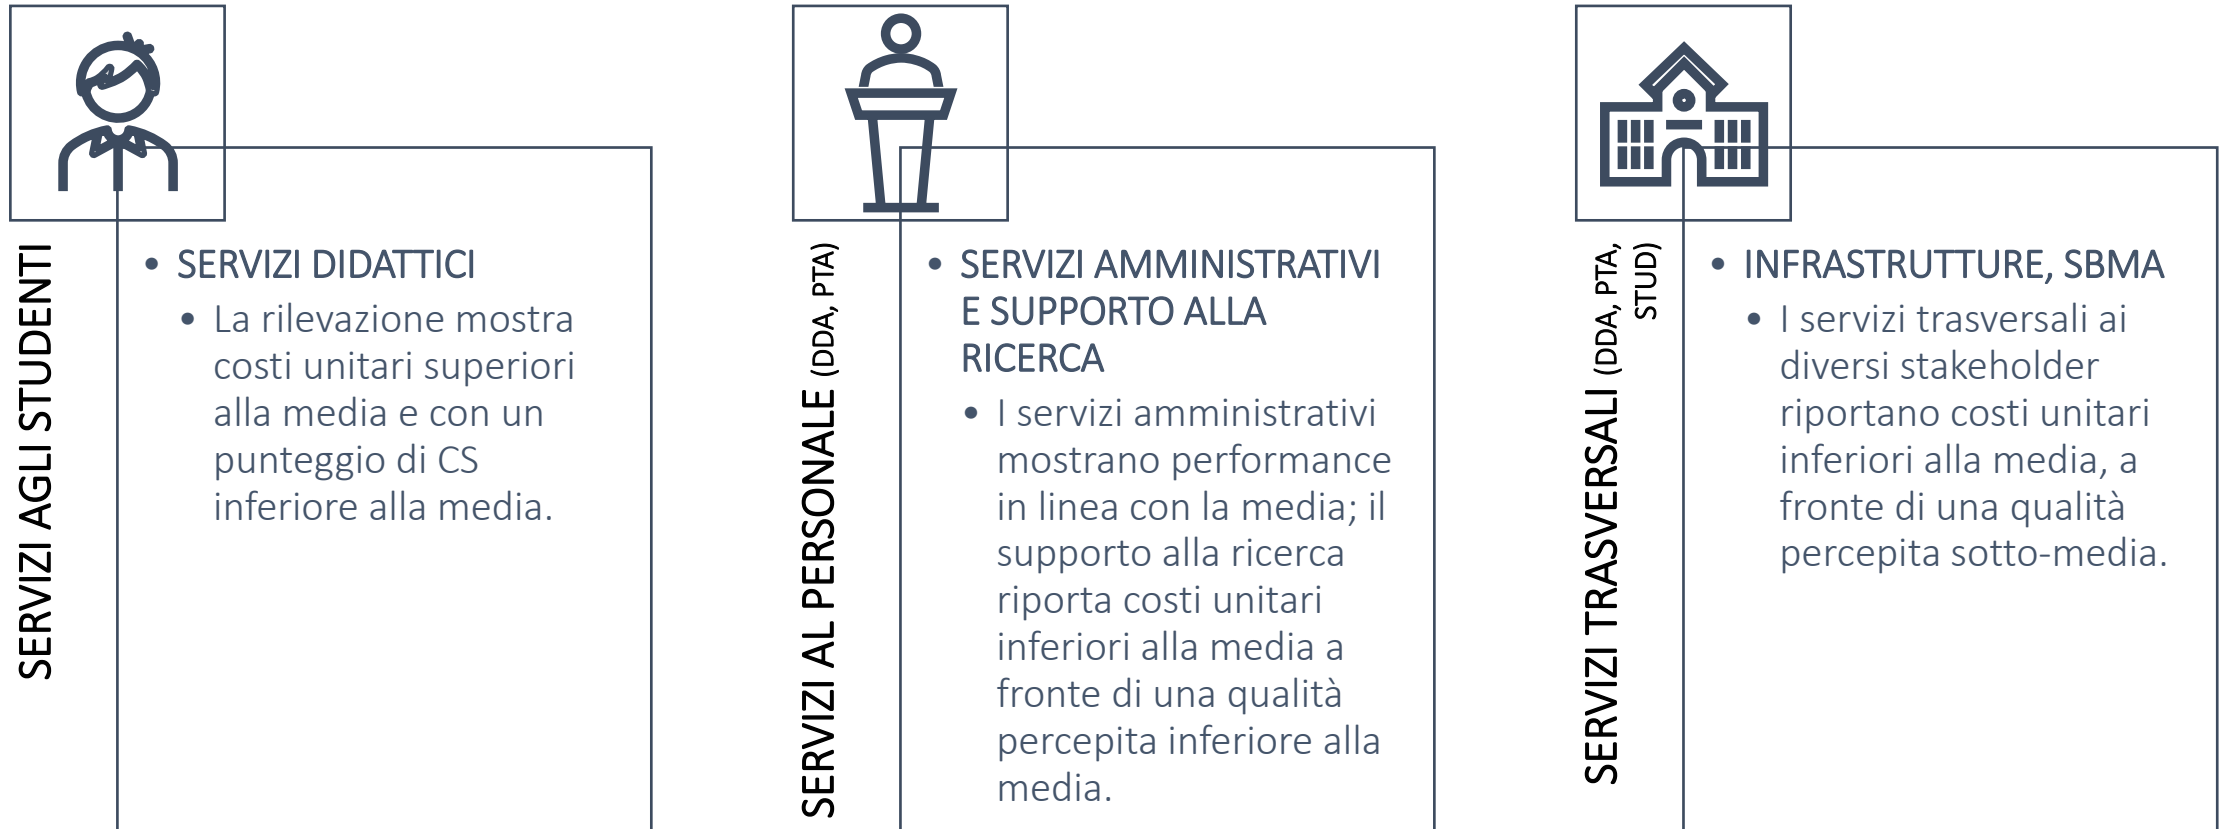 SERVIZI AGLI STUDENTI
• SERVIZI DIDATTICI
• La rilevazione mostra
costi unitari superiori
alla media e con un
punteggio di CS
inferiore alla media.
SERVIZI AL PERSONALE (DDA, PTA)
• SERVIZI AMMINISTRATIVI
E SUPPORTO ALLA
RICERCA
• I servizi amministrativi
mostrano performance
in linea con la media; il
supporto alla ricerca
riporta costi unitari
inferiori alla media a
fronte di una qualità
percepita inferiore alla
media.
SERVIZI TRASVERSALI (DDA, PTA,
STUD)
• INFRASTRUTTURE, SBMA
• I servizi trasversali ai
diversi stakeholder
riportano costi unitari
inferiori alla media, a
fronte di una qualità
percepita sotto-media.